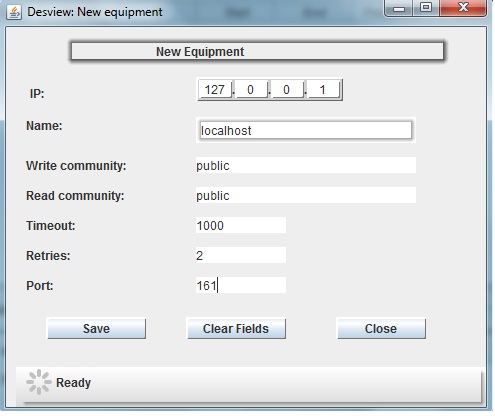 Desview: New equipment
New Equipment
IP: 127.0.0.1
Name: localhost
Write community: public
Read community: public
Timeout: 1000
Retries: 2
Port: 161
Save Clear Fields Close
Ready